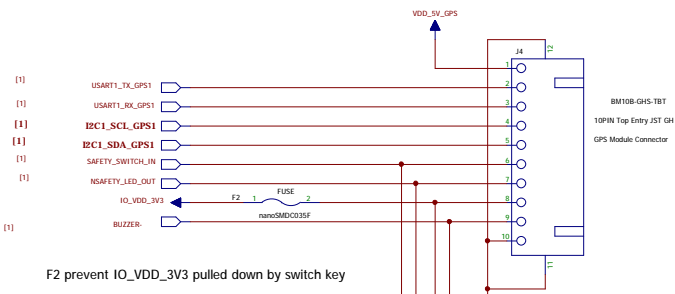 VDD_5V_GPS
J4
12
[1] USART1_TX_GPS1 1
2
[1] USART1_RX_GPS1 3
BM10B-GHS-TBT
[1] I2C1_SCL_GPS1 4
10PIN Top Entry JST GH
[1] I2C1_SDA_GPS1 5
GPS Module Connector
[1] SAFETY_SWITCH_IN 6
[1] NSAFETY_LED_OUT 7
FUSE
IO_VDD_3V3 F2 1 2 8
nanoSMDC035F
[1] BUZZER- 9
10
11
F2 prevent IO_VDD_3V3 pulled down by switch key